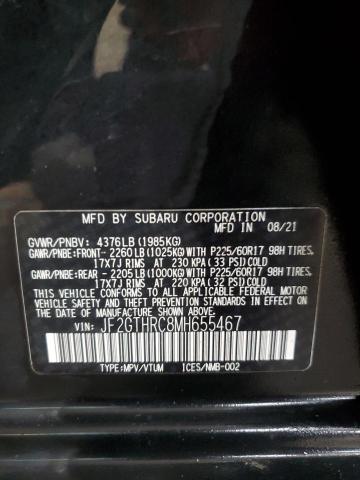 MFD BY SUBARU CORPORATION
MADE IN 08/21
GVWR/PNBV: 4376LB (1985KG)
GAWR/PNBE:FRONT- 2260 LB (1025KG)WITH P225/60R17 98H TIRES,
17X7J RIMS AT 230 KPA (33 PSI)COLD
GAWR/PNBE:REAR - 2205 LB (1000KG)WITH P225/60R17 98H TIRES,
17X7J RIMS AT 220 KPA (32 PSI)COLD
THIS VEHICLE CONFORMS TO ALL APPLICABLE FEDERAL MOTOR
VEHICLE SAFETY, BUMPER, AND THEFT PREVENTION STANDARDS IN
EFFECT ON THE DATE OF MANUFACTURE SHOWN ABOVE.
VIN: JF2GTHRC8MH655467
TYPE:MPV/VTUM ICES/NMB-002